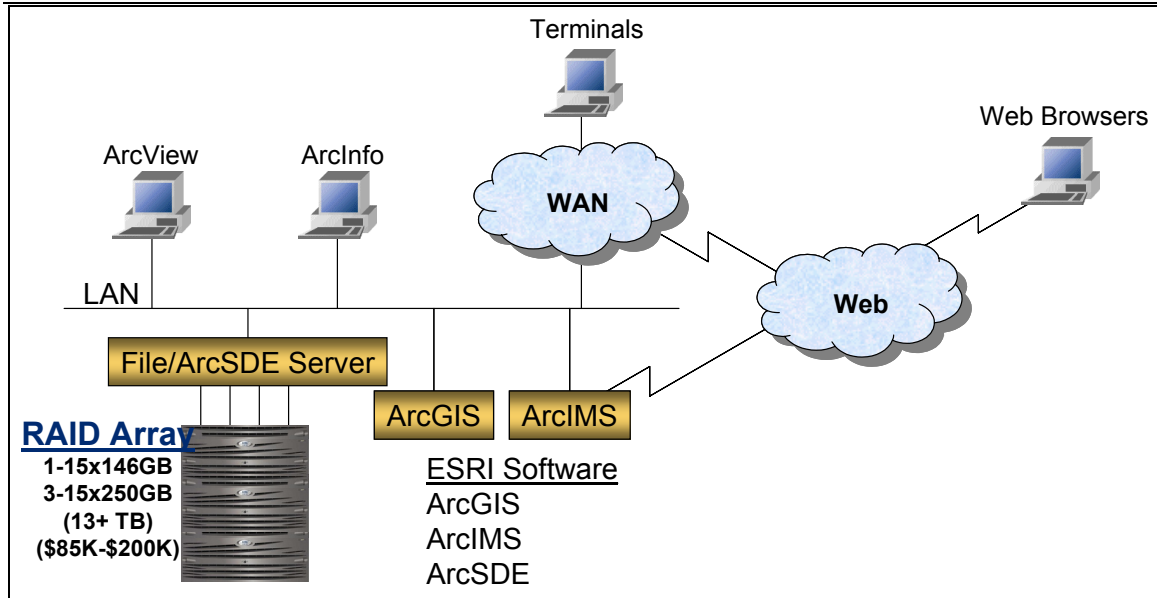 Terminals
Web Browsers
ArcView
ArcInfo
WAN
Web
LAN
File/ArcSDE Server
ArcGIS
ArcIMS
RAID Array
1-15x146GB
3-15x250GB
(13+ TB)
($85K-$200K)
ESRI Software
ArcGIS
ArcIMS
ArcSDE